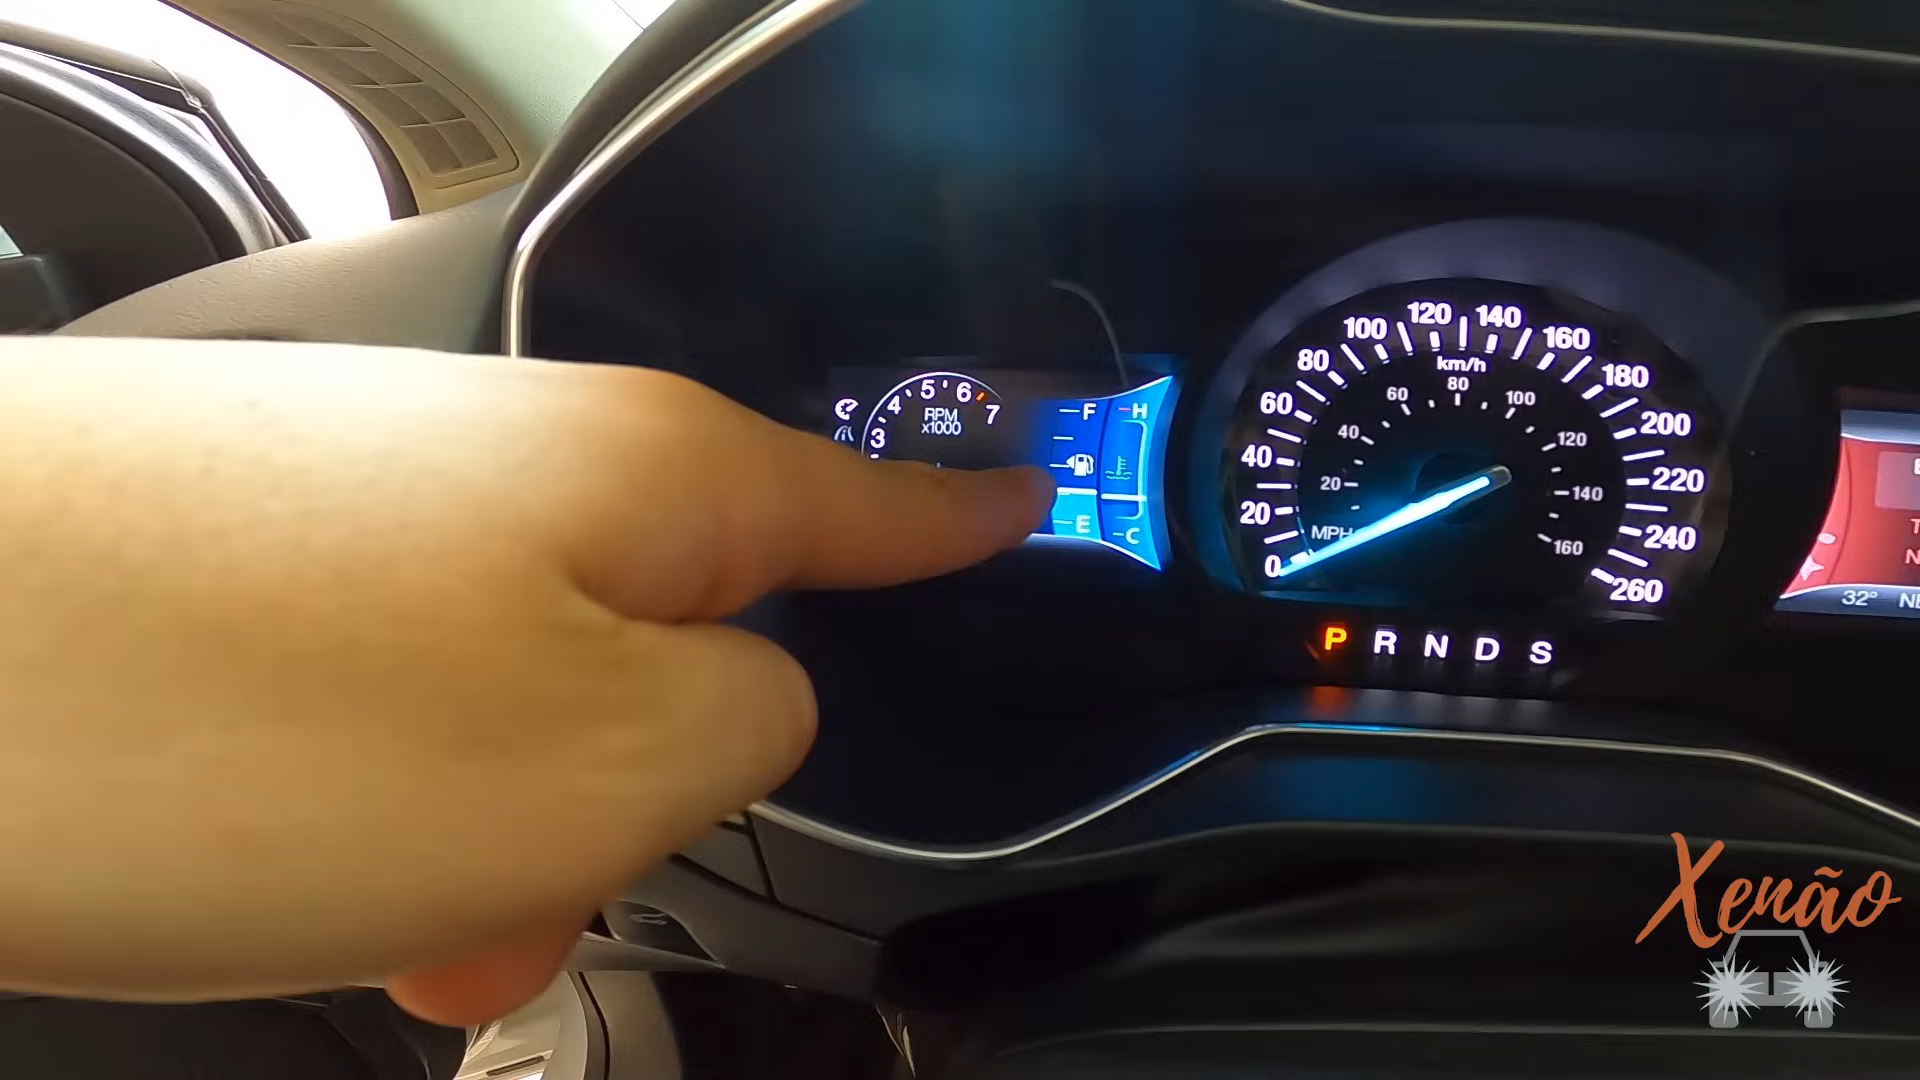 3 4 5 6 7
RPM
x1000
F
E
H
C
0 20 40 60 80 100 120 140 160 180 200 220 240 260
km/h
20 40 60 80 100 120 140 160
MPH
P R N D S
32°
Xenão